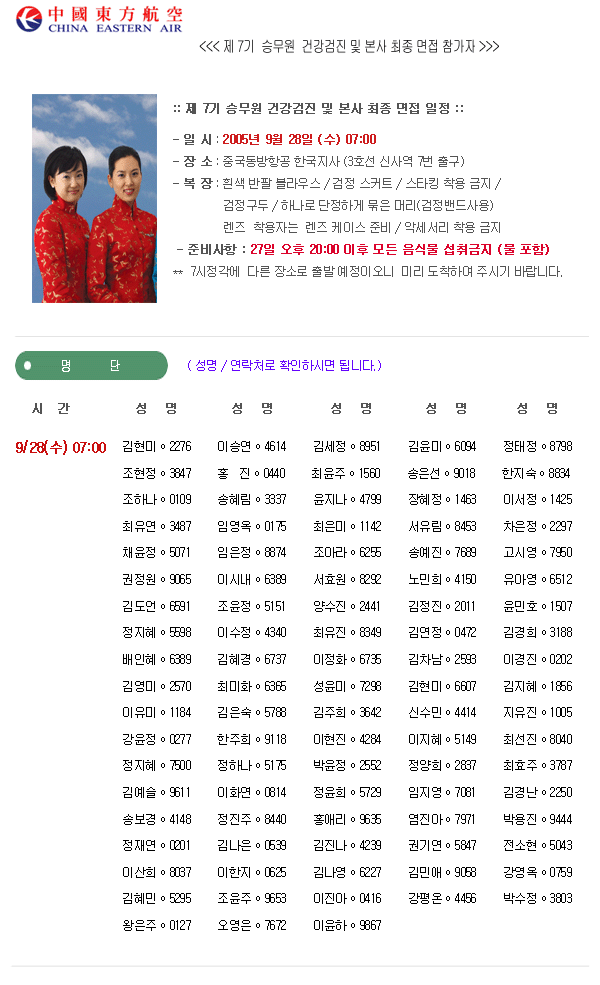 中國東方航空
CHINA EASTERN AIR
<<< 제 7기 승무원 건강검진 및 본사 최종 면접 참가자 >>>
:: 제 7기 승무원 건강검진 및 본사 최종 면접 일정 ::
- 일 시 : 2005년 9월 28일 (수) 07:00
- 장 소 : 중국동방항공 한국지사 (3호선 신사역 7번 출구)
- 복 장 : 흰색 반팔 블라우스 / 검정 스커트 / 스타킹 착용 금지 /
검정구두 / 하나로 단정하게 묶은 머리(검정밴드사용)
렌즈 착용자는 렌즈 케이스 준비 / 악세서리 착용 금지
- 준비사항 : 27일 오후 20:00 이후 모든 음식물 섭취금지 (물 포함)
** 7시정각에 다른 장소로 출발예정이오니 미리 도착하여 주시기 바랍니다.
명 단 ( 성명 / 연락처로 확인하시면 됩니다.)
시 간 성 명 성 명 성 명 성 명 성 명
9/28(수) 07:00 김현미 ∘ 2276 이승연 ∘ 4614 김세정 ∘ 8951 김윤미 ∘ 6094 정태정 ∘ 8798
조현정 ∘ 3847 홍 진 ∘ 0440 최윤주 ∘ 1560 송은선 ∘ 9018 한지숙 ∘ 8834
조하나 ∘ 0109 송혜림 ∘ 3337 윤지나 ∘ 4799 장혜정 ∘ 1463 이서정 ∘ 1425
최유연 ∘ 3487 임영옥 ∘ 0175 최은미 ∘ 1142 서유림 ∘ 8453 차은정 ∘ 2297
채윤정 ∘ 5071 임은정 ∘ 8874 조아라 ∘ 6255 송예진 ∘ 7689 고시영 ∘ 7950
권정원 ∘ 9065 이시내 ∘ 6389 서효원 ∘ 8292 노민희 ∘ 4150 유아영 ∘ 6512
김도연 ∘ 6591 조윤정 ∘ 5151 양수진 ∘ 2441 김정진 ∘ 2011 윤민호 ∘ 1507
정지혜 ∘ 5598 이수정 ∘ 4340 최유진 ∘ 8349 김연정 ∘ 0472 김경희 ∘ 3188
배인혜 ∘ 6389 김혜경 ∘ 6737 이정화 ∘ 6735 김차남 ∘ 2593 이경진 ∘ 0202
김영미 ∘ 2570 최미화 ∘ 6365 성윤미 ∘ 7298 김현미 ∘ 6607 김지혜 ∘ 1856
이유미 ∘ 1184 김은숙 ∘ 5788 김주희 ∘ 3642 신수민 ∘ 4414 지유진 ∘ 1005
강윤정 ∘ 0277 한주희 ∘ 9118 이현진 ∘ 4284 이지혜 ∘ 5149 최선진 ∘ 8040
정지혜 ∘ 7500 정하나 ∘ 5175 박윤정 ∘ 2552 정양희 ∘ 2837 최효주 ∘ 3787
김예슬 ∘ 9611 이화연 ∘ 0814 정윤희 ∘ 5729 임지영 ∘ 7081 김경난 ∘ 2250
송보경 ∘ 4148 정진주 ∘ 8440 홍애리 ∘ 9635 염진아 ∘ 7971 박용진 ∘ 9444
정재연 ∘ 0201 김나은 ∘ 0539 김진나 ∘ 4239 권기연 ∘ 5847 전소현 ∘ 5043
이산희 ∘ 8037 이한지 ∘ 0625 김나영 ∘ 6227 김민애 ∘ 9058 강영옥 ∘ 0759
김혜민 ∘ 5295 조윤주 ∘ 9653 이진아 ∘ 0416 강평온 ∘ 4456 박수정 ∘ 3803
왕은주 ∘ 0127 오영은 ∘ 7672 이윤하 ∘ 9867